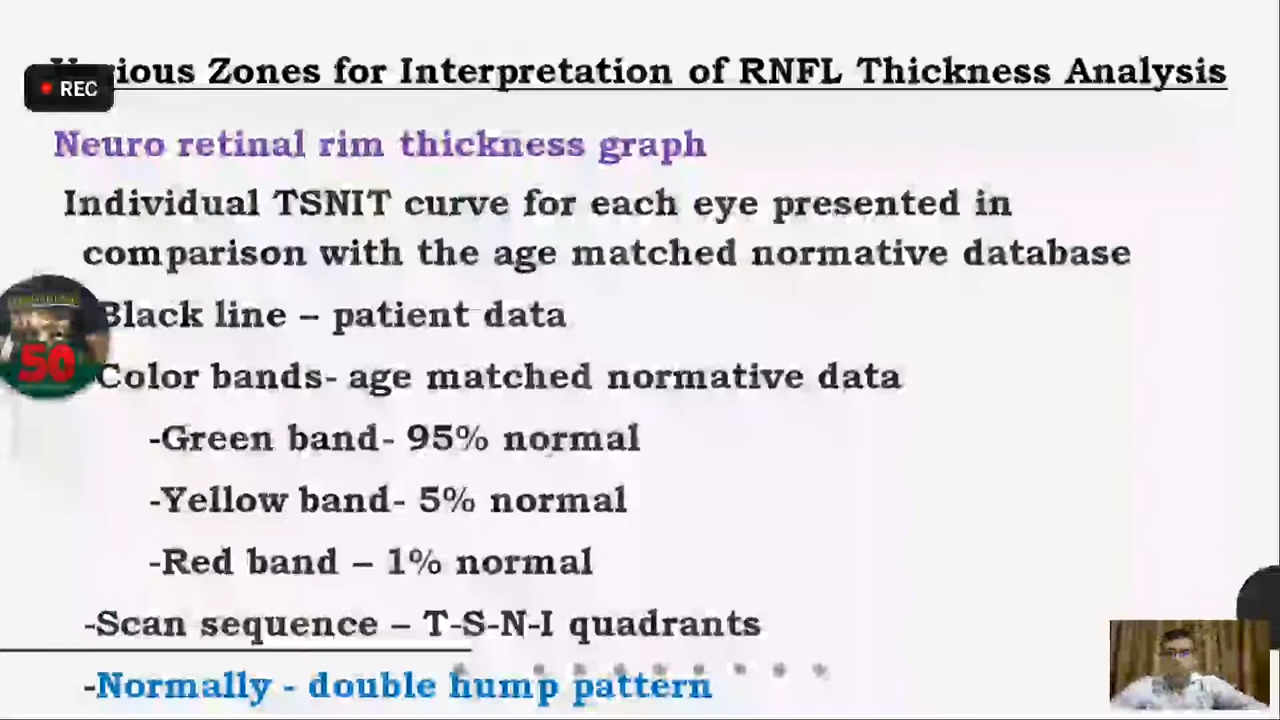 ious Zones for Interpretation of RNFL Thickness Analysis
REC
Neuro retinal rim thickness graph
Individual TSNIT curve for each eye presented in
comparison with the age matched normative database
Black line – patient data
50
Color bands- age matched normative data
-Green band- 95% normal
-Yellow band- 5% normal
-Red band – 1% normal
-Scan sequence – T-S-N-I quadrants
-Normally - double hump pattern